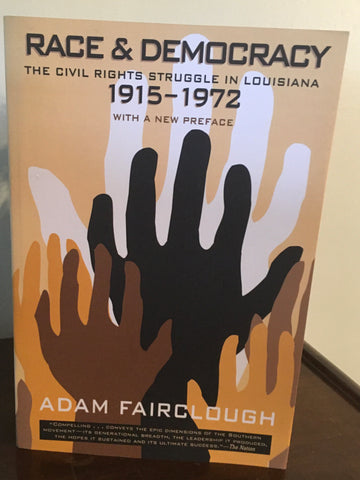 RACE & DEMOCRACY
THE CIVIL RIGHTS STRUGGLE IN LOUISIANA
1915–1972
WITH A NEW PREFACE
ADAM FAIRCLOUGH
"COMPELLING . . . CONVEYS THE EPIC DIMENSIONS OF THE SOUTHERN
MOVEMENT—ITS GENERATIONAL BREADTH, THE LEADERSHIP IT PRODUCED,
THE HOPES IT SUSTAINED AND ITS ULTIMATE SUCCESS."—The Nation